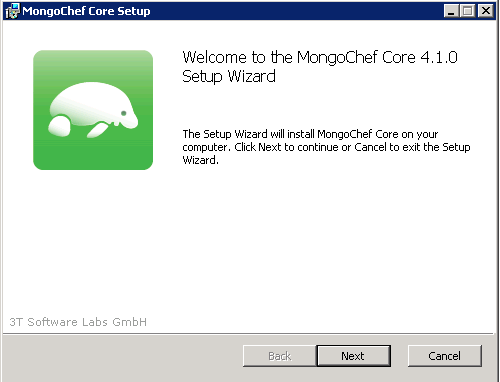 MongoChef Core Setup
Welcome to the MongoChef Core 4.1.0
Setup Wizard
The Setup Wizard will install MongoChef Core on your
computer. Click Next to continue or Cancel to exit the Setup
Wizard.
3T Software Labs GmbH
Back Next Cancel